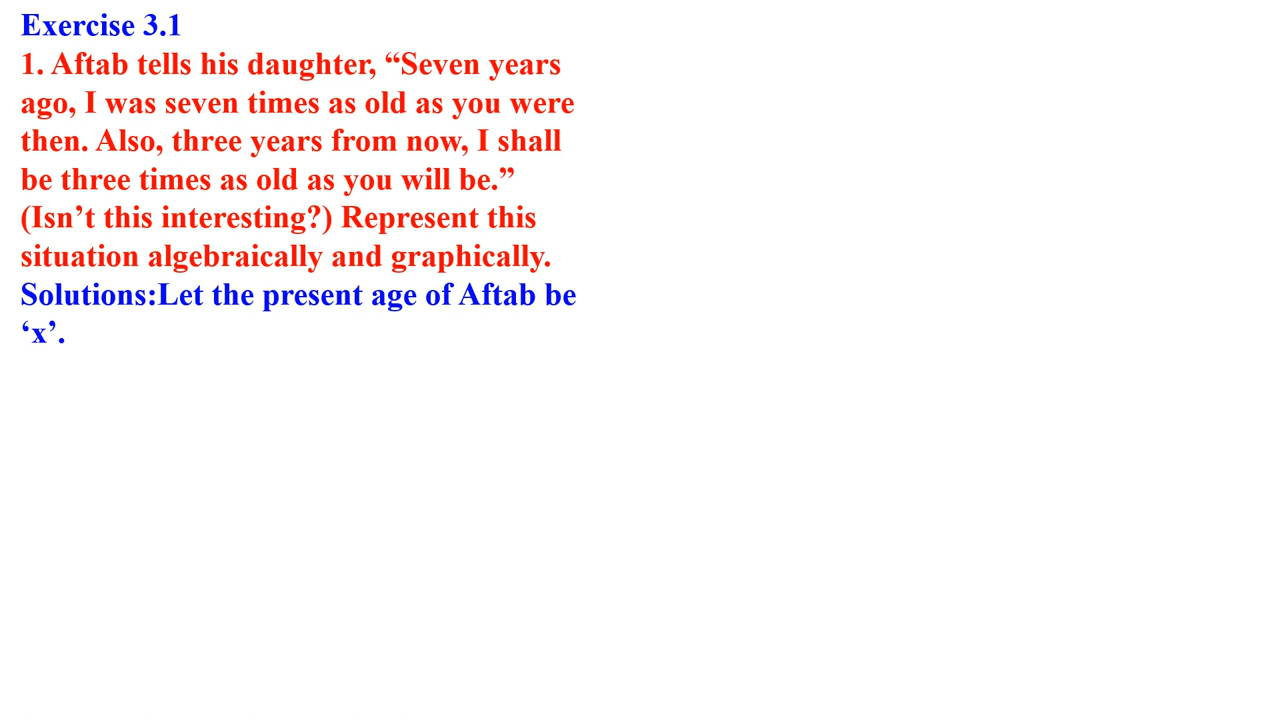 Exercise 3.1
1. Aftab tells his daughter, “Seven years
ago, I was seven times as old as you were
then. Also, three years from now, I shall
be three times as old as you will be.”
(Isn’t this interesting?) Represent this
situation algebraically and graphically.
Solutions:Let the present age of Aftab be
‘x’.